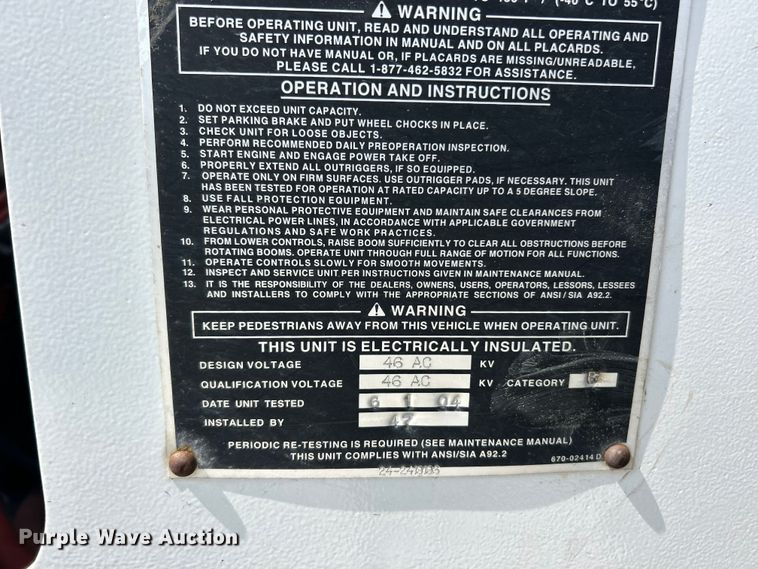 (-40°C TO 55°C)
⚠ WARNING
BEFORE OPERATING UNIT, READ AND UNDERSTAND ALL OPERATING AND
SAFETY INFORMATION IN MANUAL AND ON ALL PLACARDS.
IF YOU DO NOT HAVE MANUAL OR, IF PLACARDS ARE MISSING/UNREADABLE,
PLEASE CALL 1-877-462-5832 FOR ASSISTANCE.
OPERATION AND INSTRUCTIONS
1. DO NOT EXCEED UNIT CAPACITY.
2. SET PARKING BRAKE AND PUT WHEEL CHOCKS IN PLACE.
3. CHECK UNIT FOR LOOSE OBJECTS.
4. PERFORM RECOMMENDED DAILY PREOPERATION INSPECTION.
5. START ENGINE AND ENGAGE POWER TAKE OFF.
6. PROPERLY EXTEND ALL OUTRIGGERS, IF SO EQUIPPED.
7. OPERATE ONLY ON FIRM SURFACES. USE OUTRIGGER PADS, IF NECESSARY. THIS UNIT
HAS BEEN TESTED FOR OPERATION AT RATED CAPACITY UP TO A 5 DEGREE SLOPE.
8. USE FALL PROTECTION EQUIPMENT.
9. WEAR PERSONAL PROTECTIVE EQUIPMENT AND MAINTAIN SAFE CLEARANCES FROM
ELECTRICAL POWER LINES, IN ACCORDANCE WITH APPLICABLE GOVERNMENT
REGULATIONS AND SAFE WORK PRACTICES.
10. FROM LOWER CONTROLS, RAISE BOOM SUFFICIENTLY TO CLEAR ALL OBSTRUCTIONS BEFORE
ROTATING BOOMS. OPERATE UNIT THROUGH FULL RANGE OF MOTION FOR ALL FUNCTIONS.
11. OPERATE CONTROLS SLOWLY FOR SMOOTH MOVEMENTS.
12. INSPECT AND SERVICE UNIT PER INSTRUCTIONS GIVEN IN MAINTENANCE MANUAL.
13. IT IS THE RESPONSIBILITY OF THE DEALERS, OWNERS, USERS, OPERATORS, LESSORS, LESSEES
AND INSTALLERS TO COMPLY WITH THE APPROPRIATE SECTIONS OF ANSI / SIA A92.2.
⚠ WARNING
KEEP PEDESTRIANS AWAY FROM THIS VEHICLE WHEN OPERATING UNIT.
THIS UNIT IS ELECTRICALLY INSULATED.
DESIGN VOLTAGE 46 AC KV
QUALIFICATION VOLTAGE 46 AC KV CATEGORY
DATE UNIT TESTED 6 1 04
INSTALLED BY 47
PERIODIC RE-TESTING IS REQUIRED (SEE MAINTENANCE MANUAL)
THIS UNIT COMPLIES WITH ANSI/SIA A92.2
670-02414 D
Purple Wave Auction